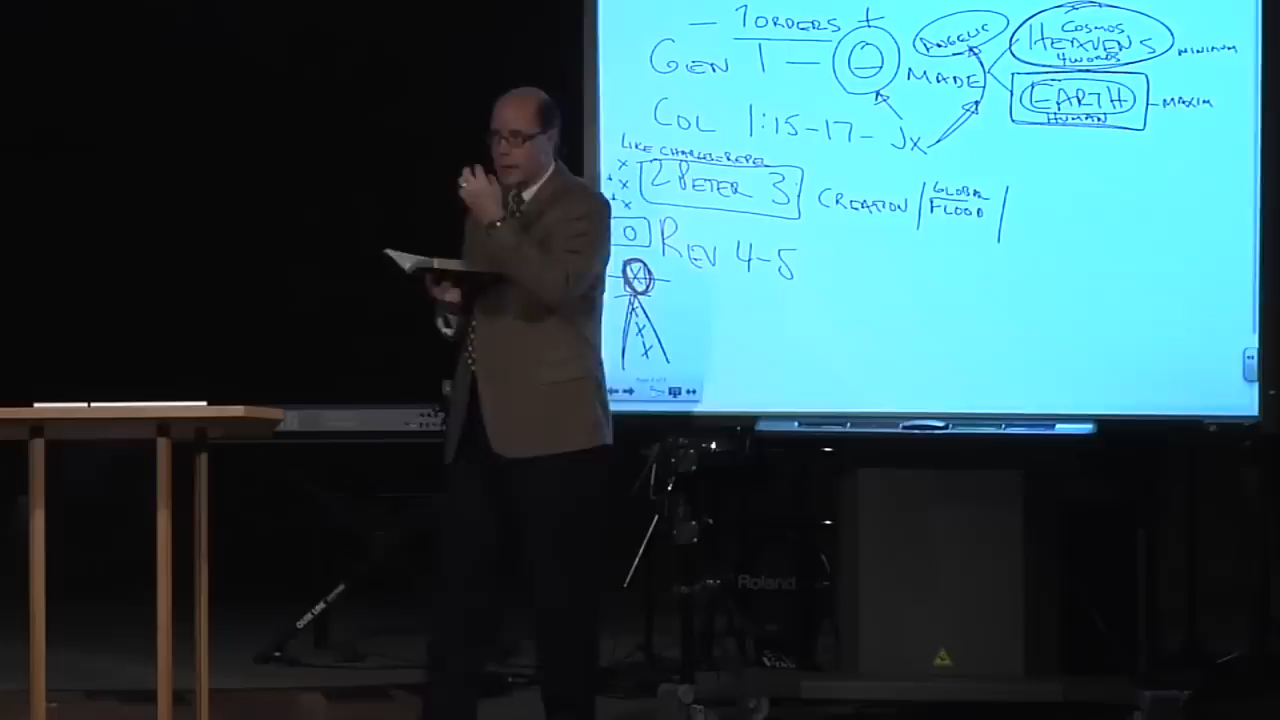 — 7 ORDERS +
GEN 1 — Θ MADE
ANGELIC
COSMOS
HEAVENS
4 WORDS
MINIMUM
EARTH
HUMAN
MAXIM
COL 1:15-17- Jx
LIKE CHARGES REPEL
2 PETER 3
CREATION / GLOBAL
FLOOD /
REV 4-5
Roland